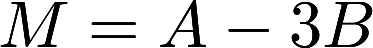 M = A − 3B